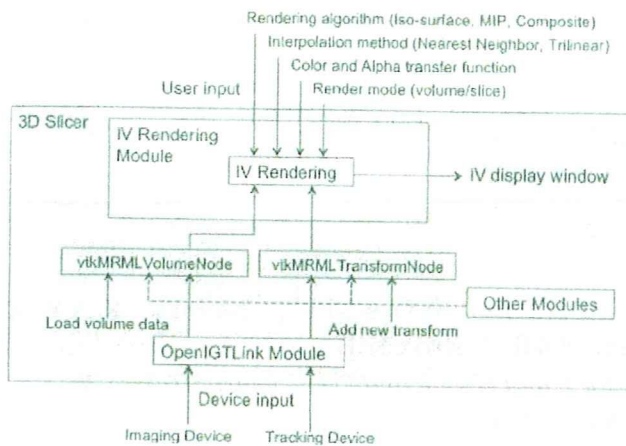 Rendering algorithm (Iso-surface, MIP, Composite)
Interpolation method (Nearest Neighbor, Trilinear)
Color and Alpha transfer function
User input
Render mode (volume/slice)
3D Slicer
IV Rendering
Module
IV Rendering
IV display window
vtkMRMLVolumeNode
vtkMRMLTransformNode
Other Modules
Load volume data
Add new transform
OpenIGTLink Module
Device input
Imaging Device
Tracking Device